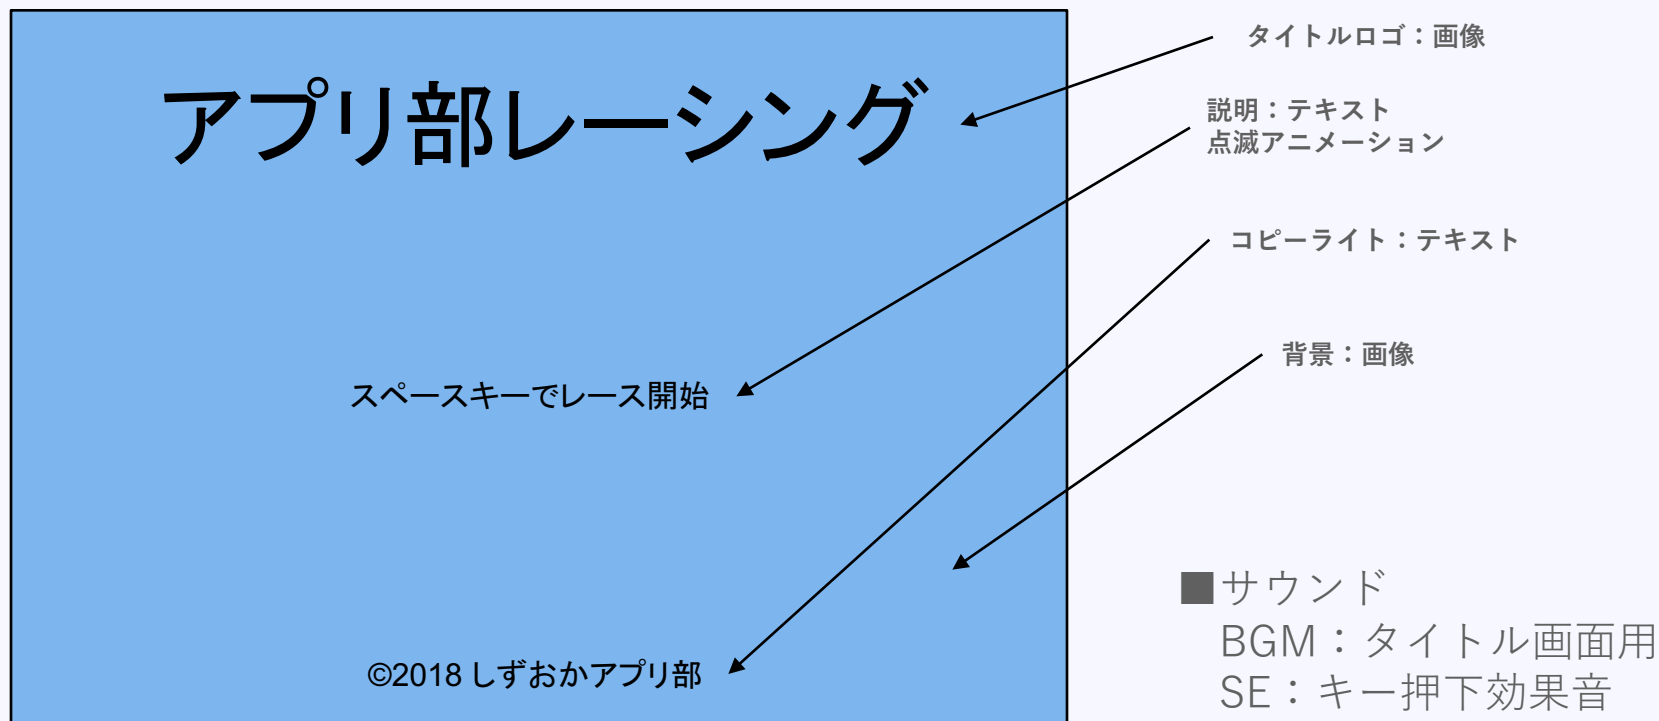 アプリ部レーシング
スペースキーでレース開始
©2018 しずおかアプリ部
タイトルロゴ：画像
説明：テキスト
点滅アニメーション
コピーライト：テキスト
背景：画像
■サウンド
BGM：タイトル画面用
SE：キー押下効果音